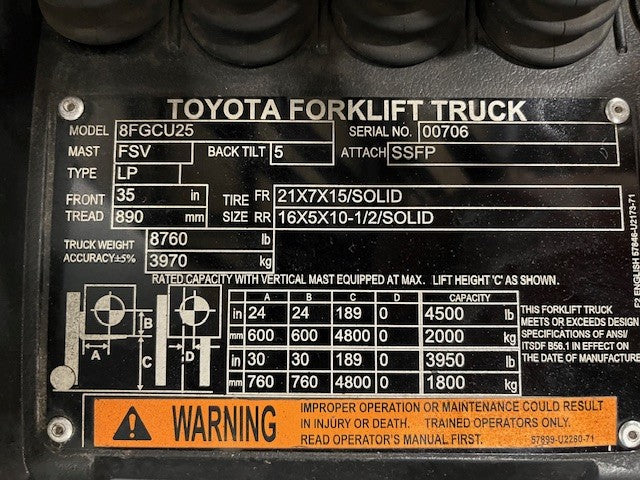 TOYOTA FORKLIFT TRUCK
MODEL 8FGCU25 SERIAL NO. 00706
MAST FSV BACK TILT 5 ATTACH SSFP
TYPE LP
FRONT 35 in TIRE FR 21X7X15/SOLID
TREAD 890 mm SIZE RR 16X5X10-1/2/SOLID
TRUCK WEIGHT 8760 lb
ACCURACY±5% 3970 kg
RATED CAPACITY WITH VERTICAL MAST EQUIPPED AT MAX. LIFT HEIGHT 'C' AS SHOWN.
A B C D CAPACITY
in 24 24 189 0 4500 lb
mm 600 600 4800 0 2000 kg
in 30 30 189 0 3950 lb
mm 760 760 4800 0 1800 kg
A B C D
THIS FORKLIFT TRUCK
MEETS OR EXCEEDS DESIGN
SPECIFICATIONS OF ANSI/
ITSDF B56.1 IN EFFECT ON
THE DATE OF MANUFACTURE
WARNING
IMPROPER OPERATION OR MAINTENANCE COULD RESULT
IN INJURY OR DEATH. TRAINED OPERATORS ONLY.
READ OPERATOR'S MANUAL FIRST. 57899-U2280-71
F2 ENGLISH 57846-U2173-71